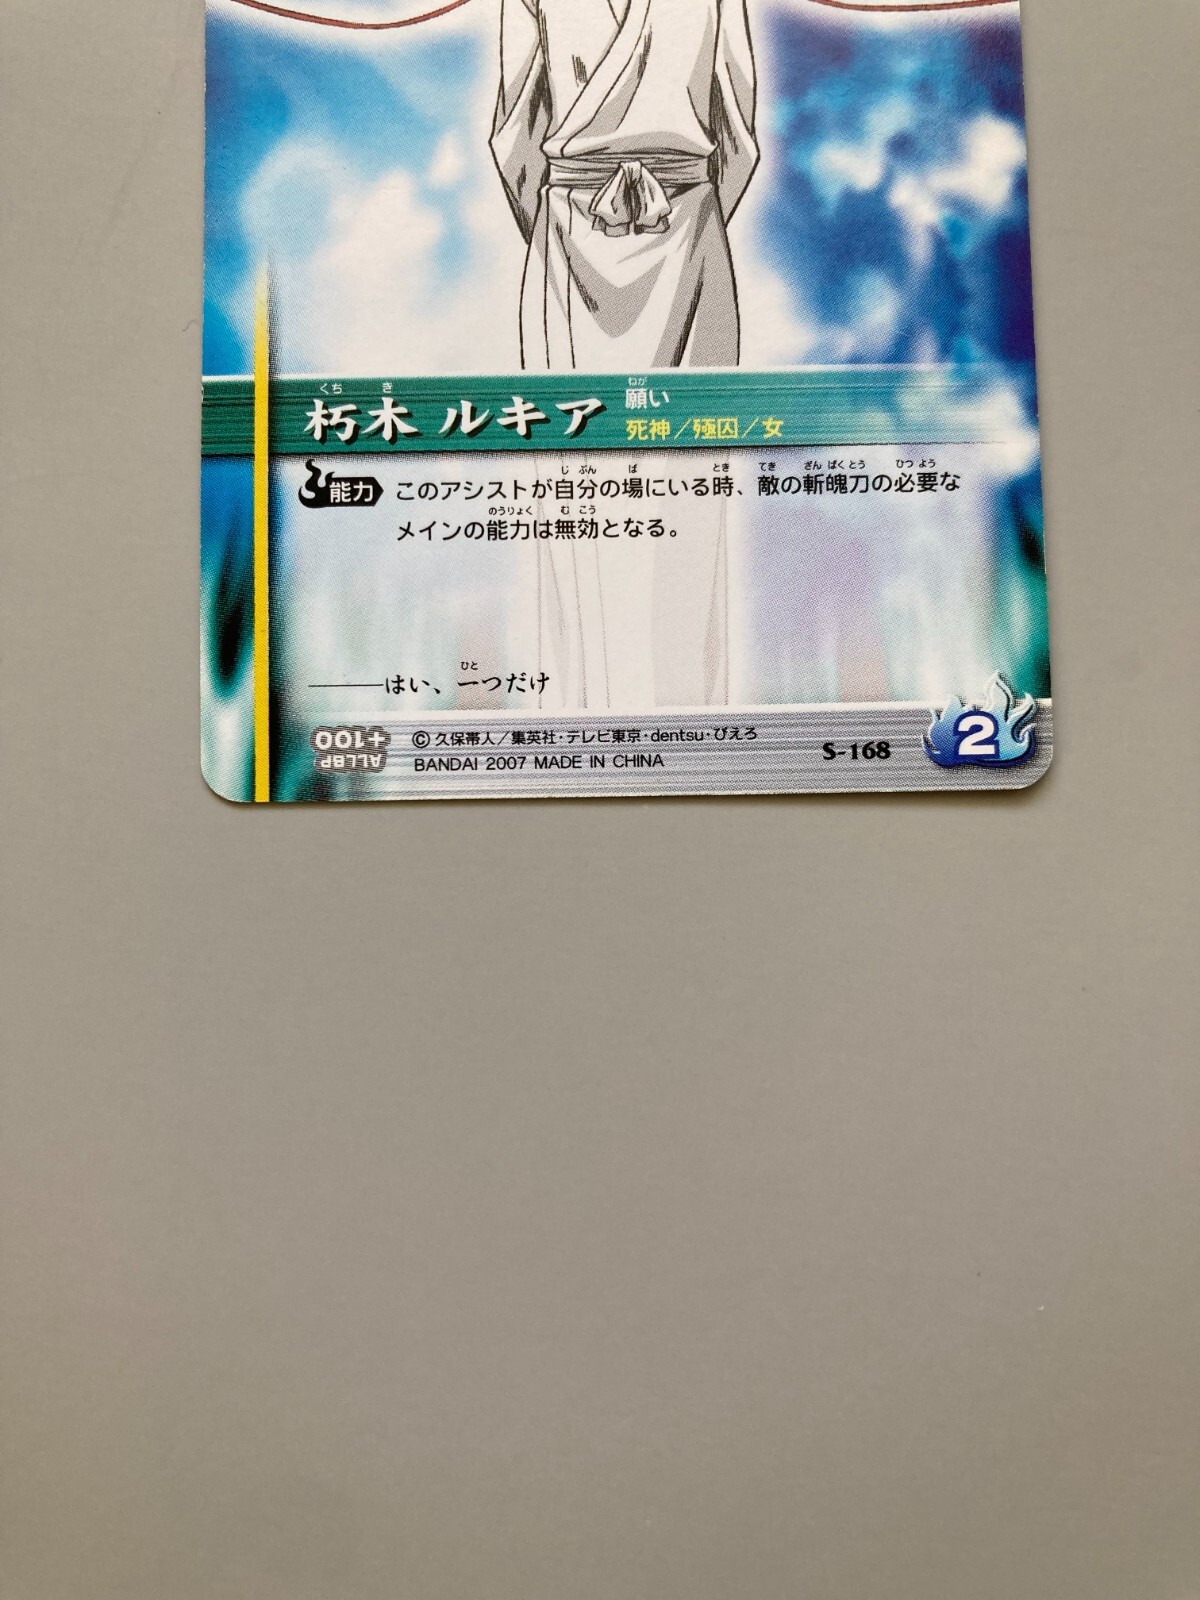 朽木 ルキア 願い
死神／殛囚／女
能力 このアシストが自分の場にいる時、敵の斬魄刀の必要な
メインの能力は無効となる。
――はい、一つだけ
ALLBP
+100
© 久保帯人／集英社・テレビ東京・dentsu・ぴえろ
BANDAI 2007 MADE IN CHINA
S-168
2